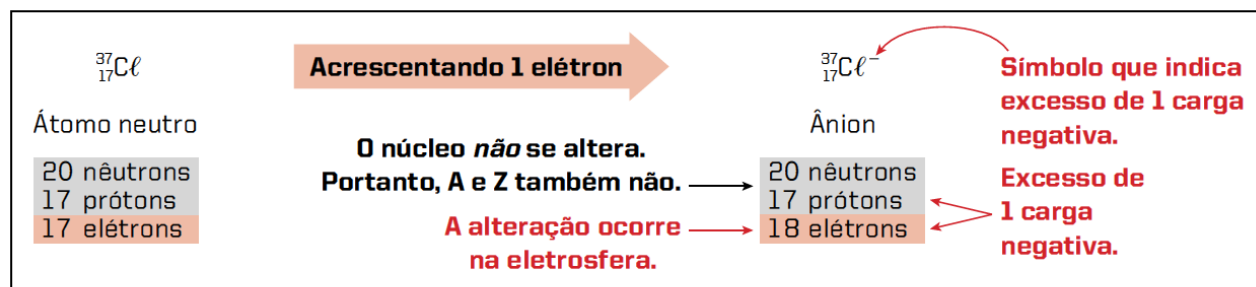 ³⁷₁₇Cℓ
Átomo neutro
20 nêutrons
17 prótons
17 elétrons
Acrescentando 1 elétron
O núcleo não se altera.
Portanto, A e Z também não.
A alteração ocorre
na eletrosfera.
³⁷₁₇Cℓ⁻
Ânion
20 nêutrons
17 prótons
18 elétrons
Símbolo que indica
excesso de 1 carga
negativa.
Excesso de
1 carga
negativa.